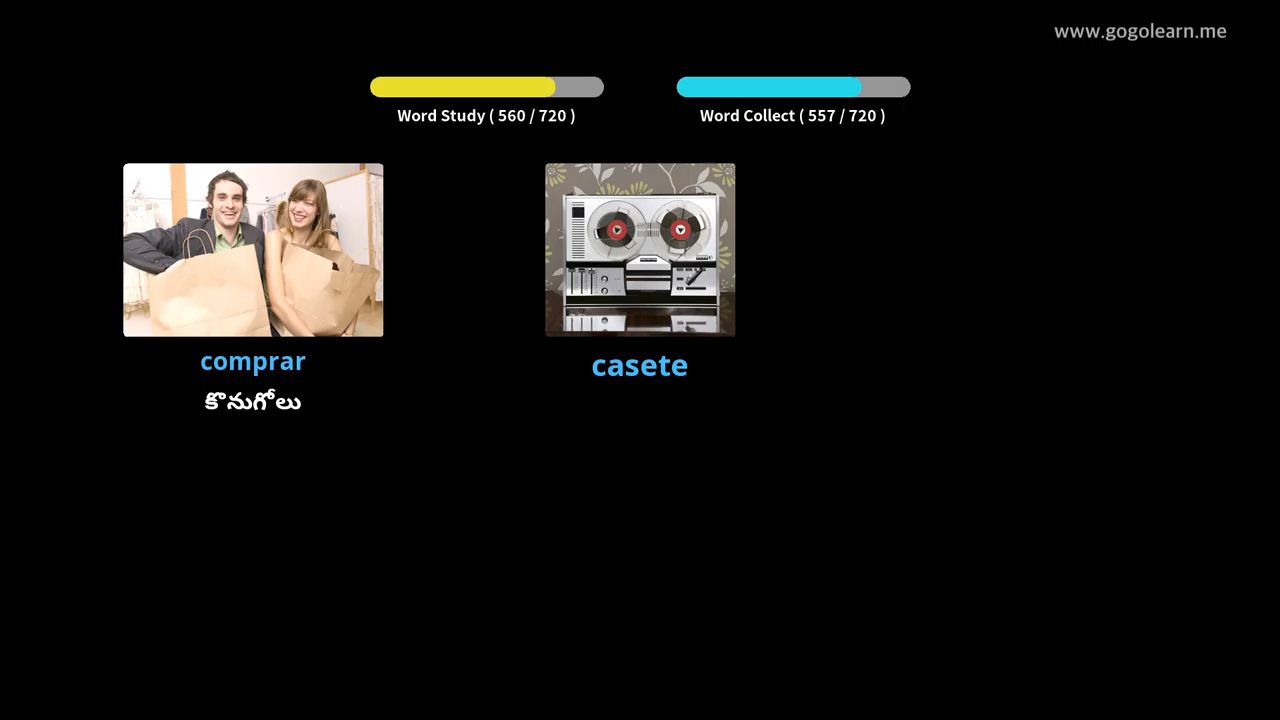 www.gogolearn.me
Word Study ( 560 / 720 )
Word Collect ( 557 / 720 )
comprar
కొనుగోలు
casete